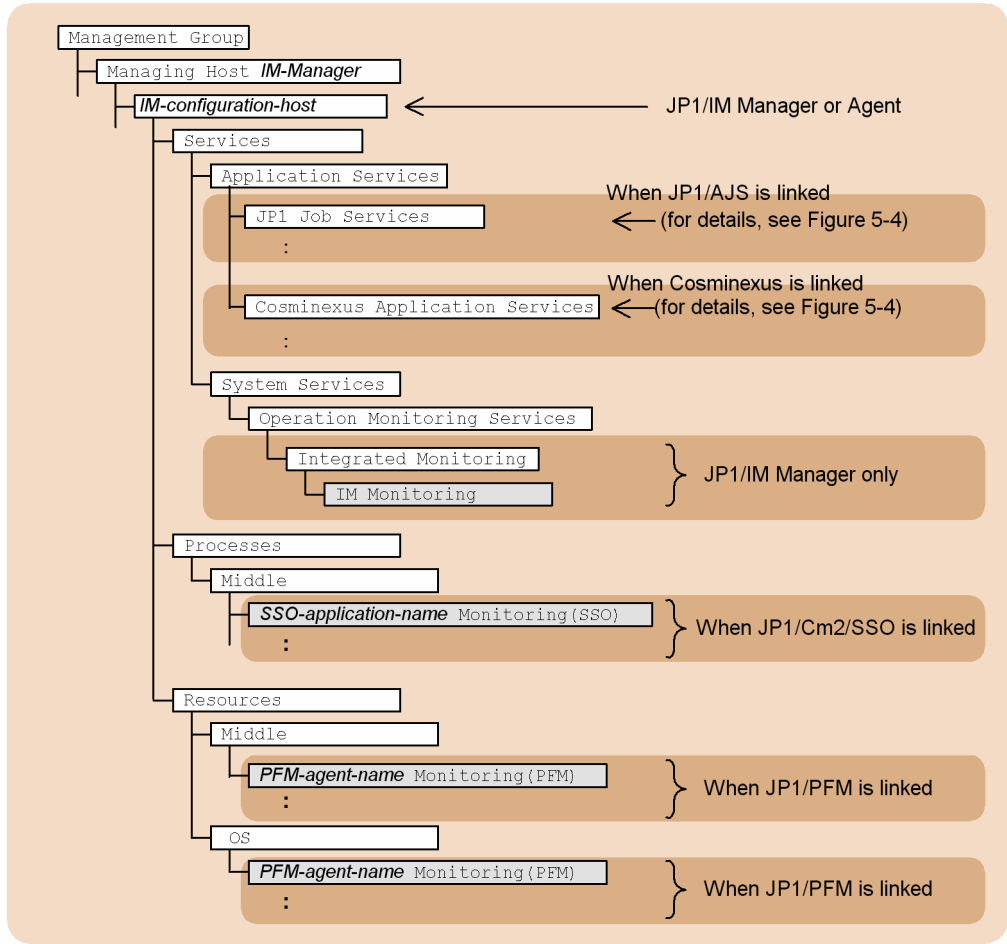 Management Group
Managing Host IM-Manager
IM-configuration-host
JP1/IM Manager or Agent
Services
Application Services
When JP1/AJS is linked
JP1 Job Services
(for details, see Figure 5-4)
:
When Cosminexus is linked
Cosminexus Application Services
(for details, see Figure 5-4)
:
System Services
Operation Monitoring Services
Integrated Monitoring
JP1/IM Manager only
IM Monitoring
Processes
Middle
SSO-application-name Monitoring(SSO)
When JP1/Cm2/SSO is linked
:
Resources
Middle
PFM-agent-name Monitoring(PFM)
When JP1/PFM is linked
:
OS
PFM-agent-name Monitoring(PFM)
When JP1/PFM is linked
: